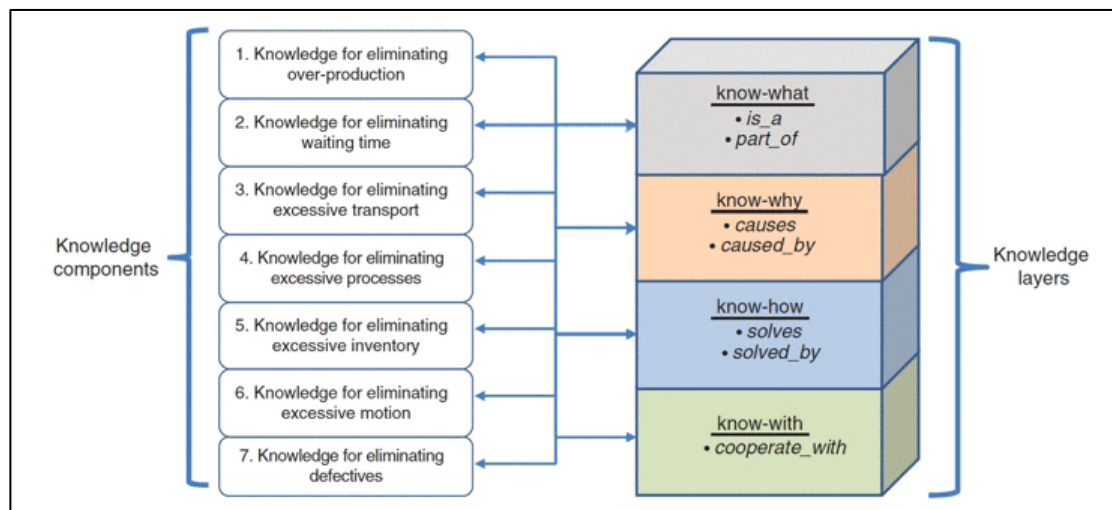 Knowledge
components
1. Knowledge for eliminating
over-production
2. Knowledge for eliminating
waiting time
3. Knowledge for eliminating
excessive transport
4. Knowledge for eliminating
excessive processes
5. Knowledge for eliminating
excessive inventory
6. Knowledge for eliminating
excessive motion
7. Knowledge for eliminating
defectives
know-what
• is_a
• part_of
know-why
• causes
• caused_by
know-how
• solves
• solved_by
know-with
• cooperate_with
Knowledge
layers